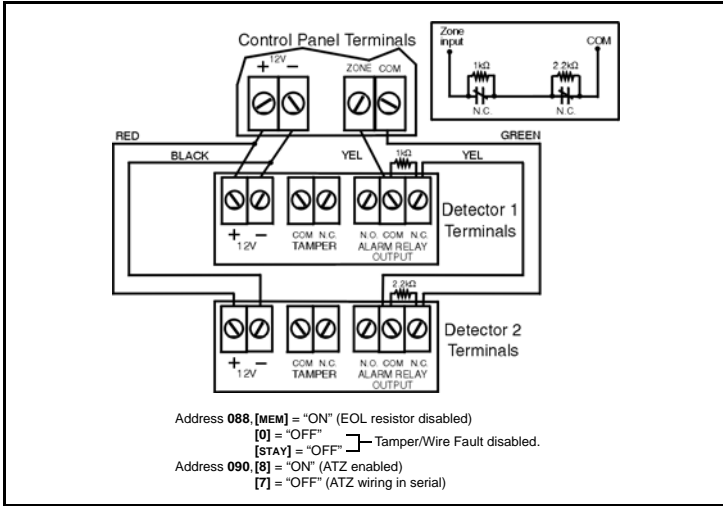 Control Panel Terminals
+ 12V –
ZONE COM
Zone input
COM
1kΩ
2.2kΩ
N.C.
N.C.
RED
BLACK
YEL
1kΩ
YEL
GREEN
Detector 1 Terminals
+ –
12V
COM N.C.
TAMPER
N.O. COM N.C.
ALARM RELAY
OUTPUT
2.2kΩ
Detector 2 Terminals
+ –
12V
COM N.C.
TAMPER
N.O. COM N.C.
ALARM RELAY
OUTPUT
Address 088, [MEM] = “ON” (EOL resistor disabled)
[0] = “OFF”
[STAY] = “OFF”
Tamper/Wire Fault disabled.
Address 090, [8] = “ON” (ATZ enabled)
[7] = “OFF” (ATZ wiring in serial)